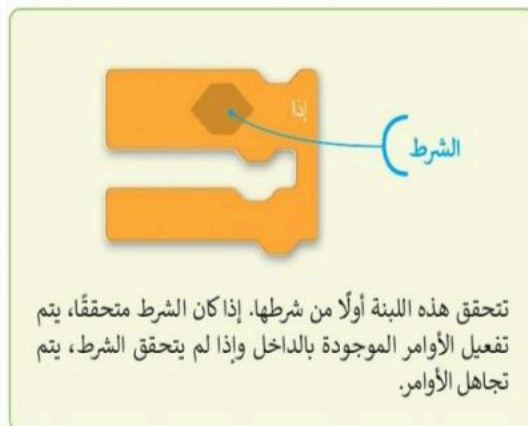 إذا
الشرط
تتحقق هذه اللبنة أولًا من شرطها. إذا كان الشرط متحققًا، يتم
تفعيل الأوامر الموجودة بالداخل وإذا لم يتحقق الشرط، يتم
تجاهل الأوامر.